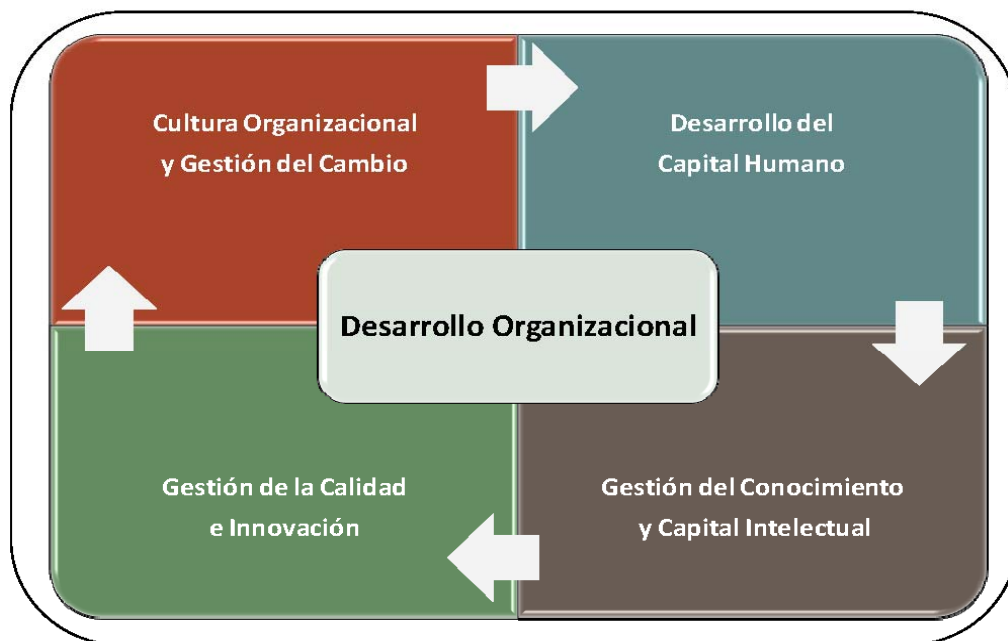 Cultura Organizacional
y Gestión del Cambio
Desarrollo del
Capital Humano
Desarrollo Organizacional
Gestión de la Calidad
e Innovación
Gestión del Conocimiento
y Capital Intelectual